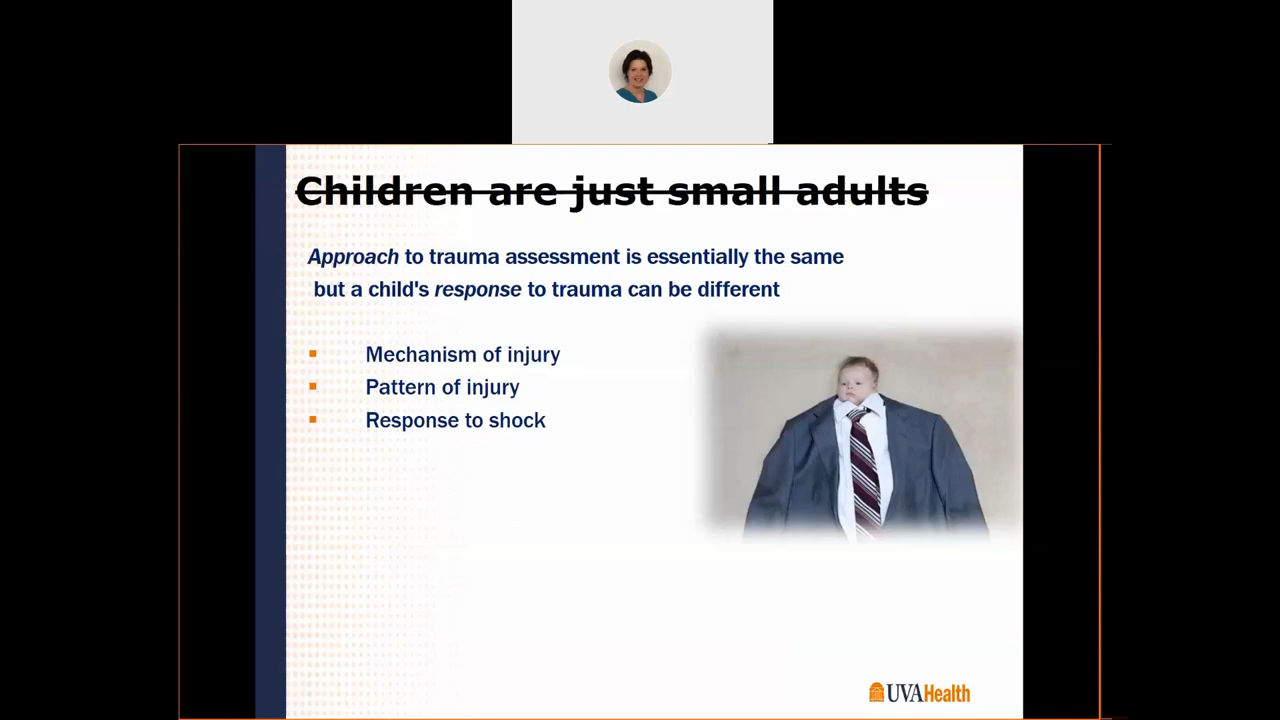 Children are just small adults
Approach to trauma assessment is essentially the same
but a child's response to trauma can be different
Mechanism of injury
Pattern of injury
Response to shock
UVAHealth